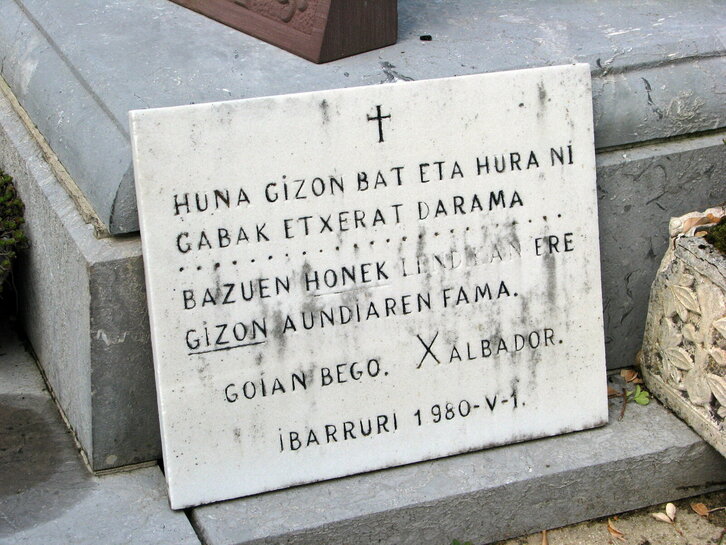 HUNA GIZON BAT ETA HURA NI
GABAK ETXERAT DARAMA
. . . . . . . . . . . . . . . . . . . .
BAZUEN HONEK LENDIKAN ERE
GIZON AUNDIAREN FAMA.
GOIAN BEGO. XALBADOR.
IBARRURI 1980-V-1.